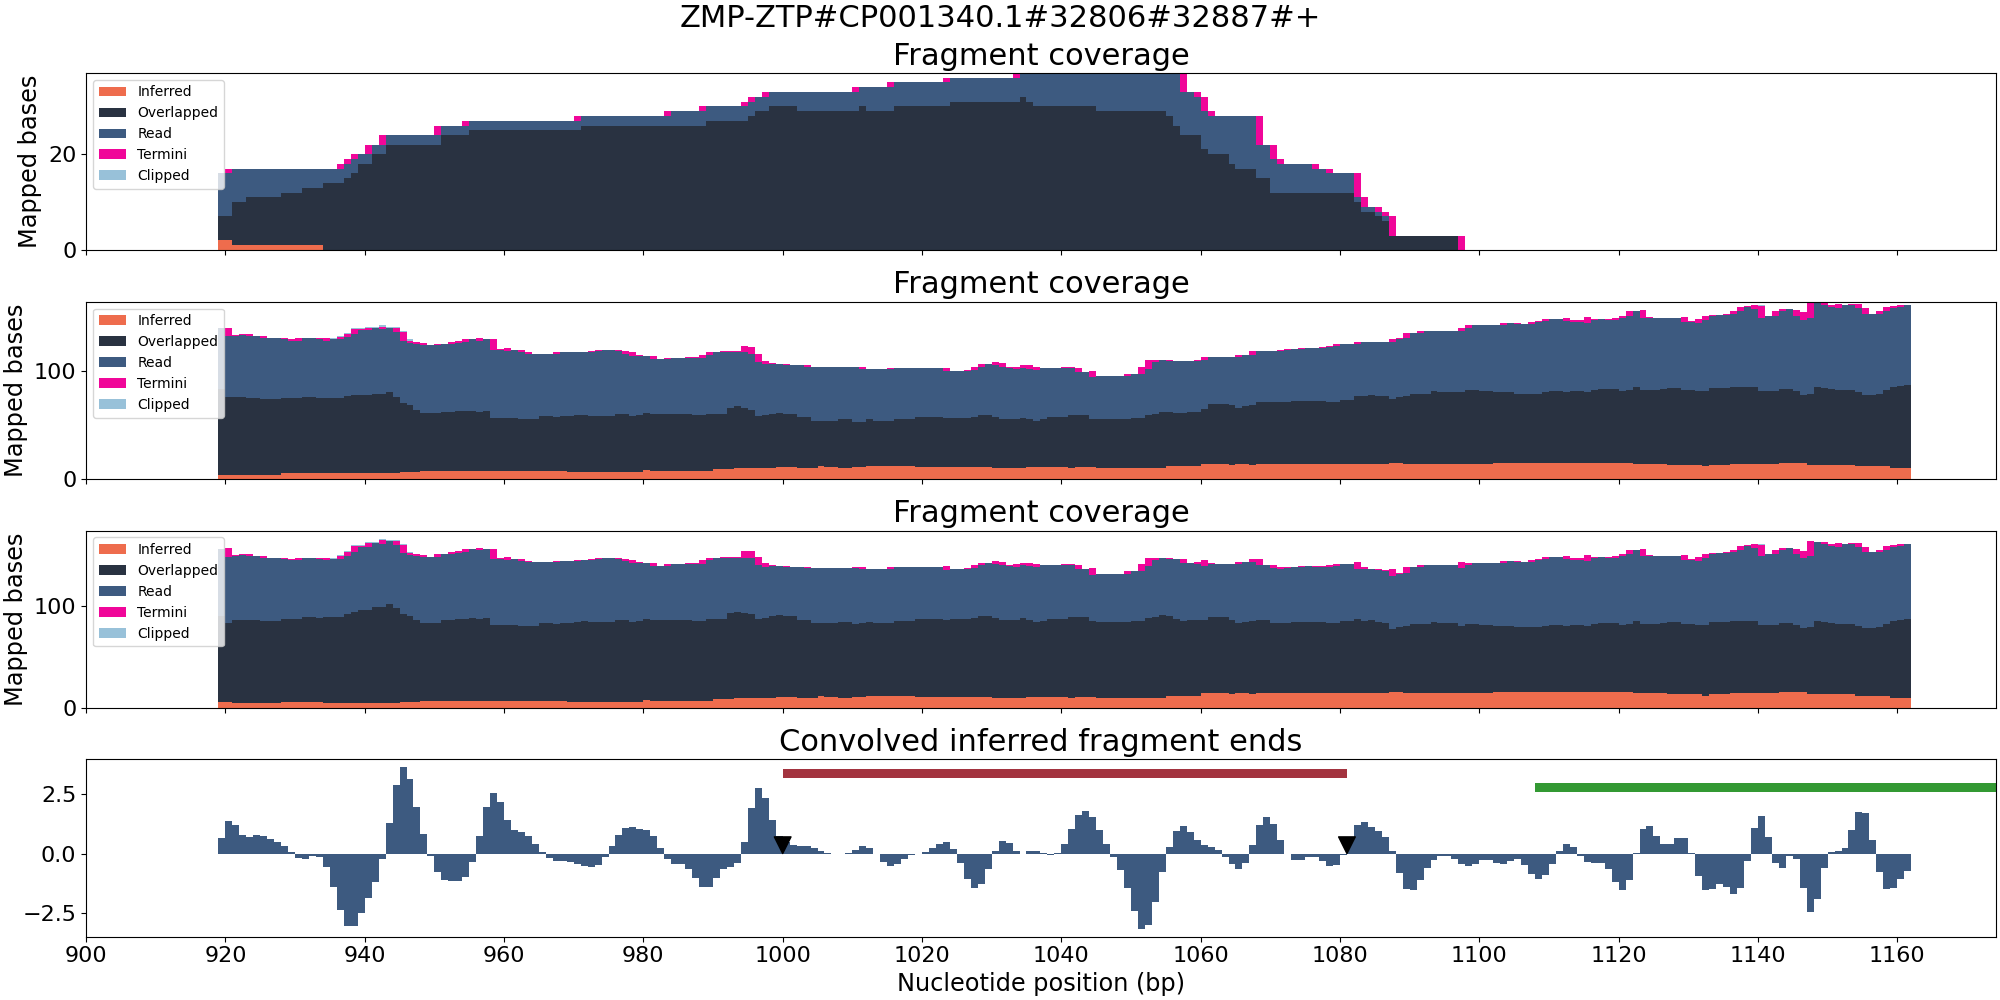 ZMP-ZTP#CP001340.1#32806#32887#+
Fragment coverage
Mapped bases
20
0
Inferred
Overlapped
Read
Termini
Clipped
Fragment coverage
Mapped bases
100
0
Inferred
Overlapped
Read
Termini
Clipped
Fragment coverage
Mapped bases
100
0
Inferred
Overlapped
Read
Termini
Clipped
Convolved inferred fragment ends
2.5
0.0
−2.5
900 920 940 960 980 1000 1020 1040 1060 1080 1100 1120 1140 1160
Nucleotide position (bp)